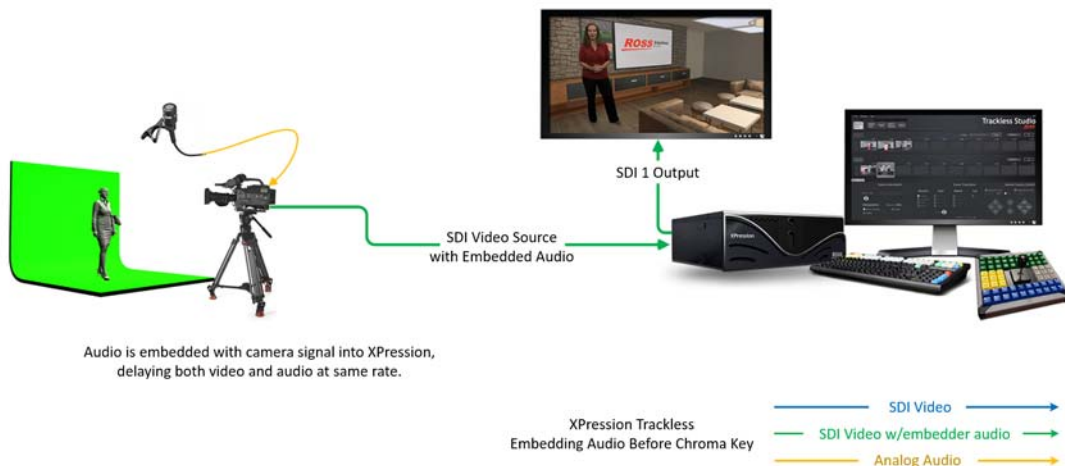 ROSS
SDI 1 Output
Trackless Studio
XPression
SDI Video Source
with Embedded Audio
Audio is embedded with camera signal into XPression,
delaying both video and audio at same rate.
XPression Trackless
Embedding Audio Before Chroma Key
SDI Video
SDI Video w/embedder audio
Analog Audio